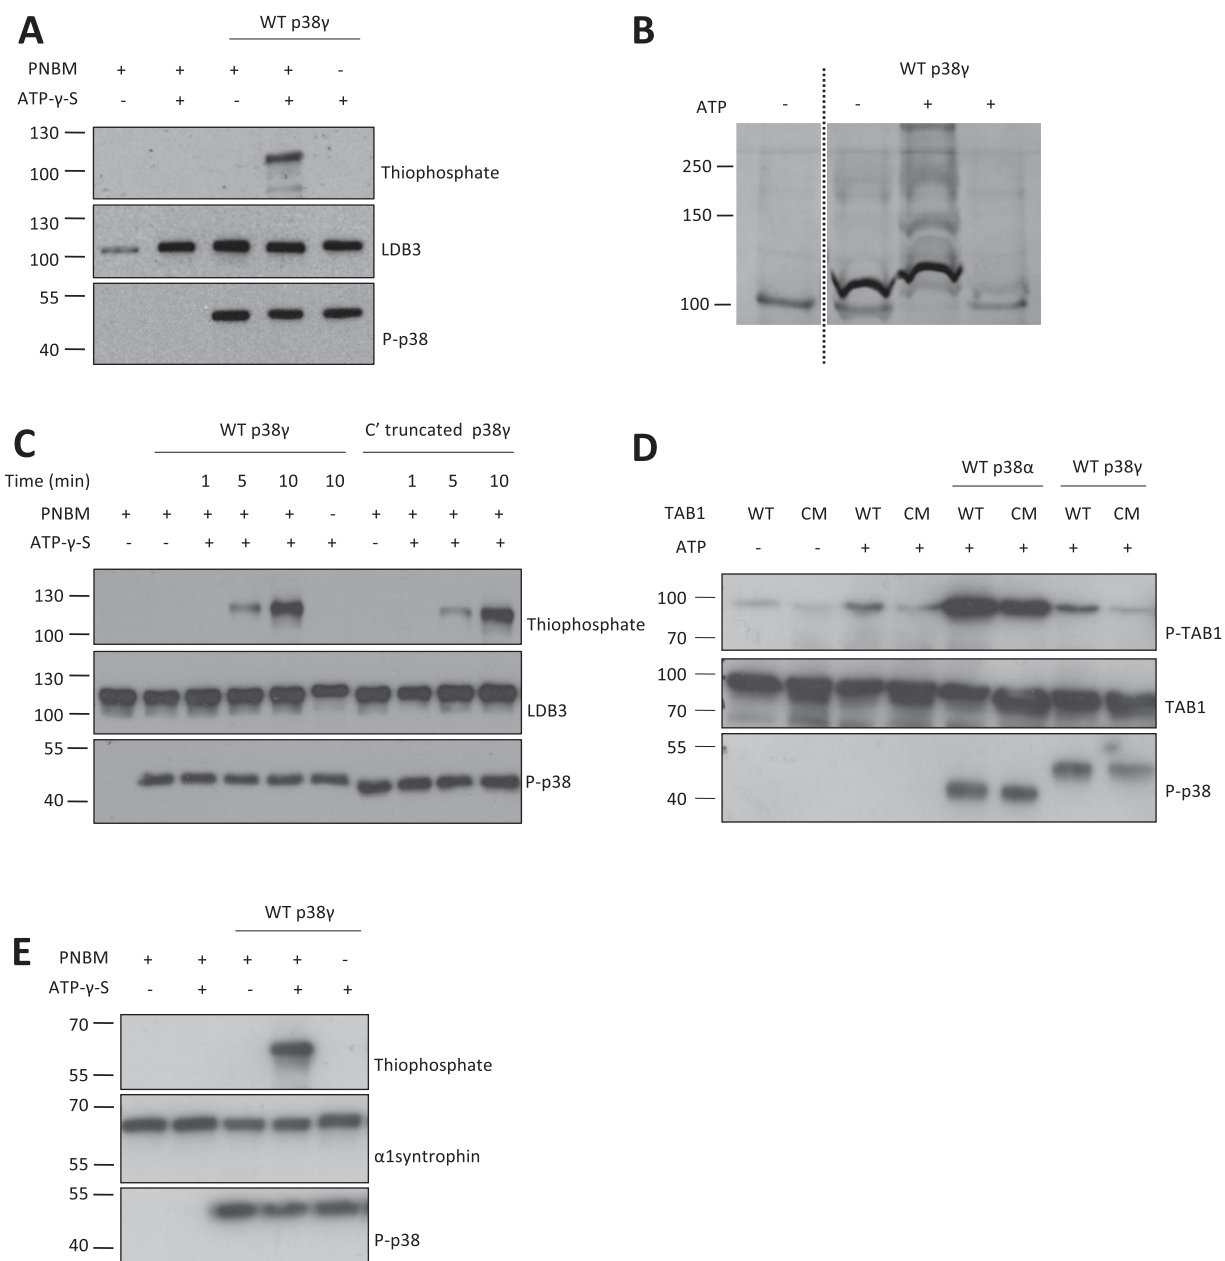 A
WT p38γ
PNBM + + + + -
ATP-γ-S - + - + +
130
100
Thiophosphate
130
100
LDB3
55
40
P-p38
B
WT p38γ
ATP - - + +
250
150
100
C
WT p38γ C’ truncated p38γ
Time (min) 1 5 10 10 1 5 10
PNBM + + + + + - + + + +
ATP-γ-S - - + + + + - + + +
130
100
Thiophosphate
130
100
LDB3
55
40
P-p38
D
WT p38α WT p38γ
TAB1 WT CM WT CM WT CM WT CM
ATP - - + + + + + +
100
70
P-TAB1
100
70
TAB1
55
40
P-p38
E
WT p38γ
PNBM + + + + -
ATP-γ-S - + - + +
70
55
Thiophosphate
70
55
α1syntrophin
55
40
P-p38